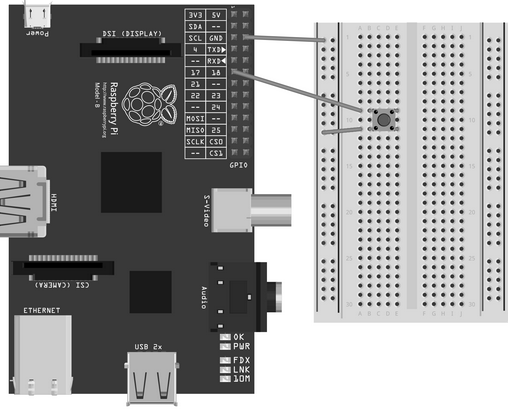 Power
DSI (DISPLAY)
3V3 5V
SDA --
SCL GND
4 TXD
-- RXD
17 18
21 --
22 23
-- 24
MOSI --
MISO 25
SCLK CS0
-- CS1
GPIO
Raspberry Pi
Model B
http://www.raspberrypi.org
HDMI
S-Video
CSI (CAMERA)
Audio
ETHERNET
USB 2x
OK
PWR
FDX
LNK
10M